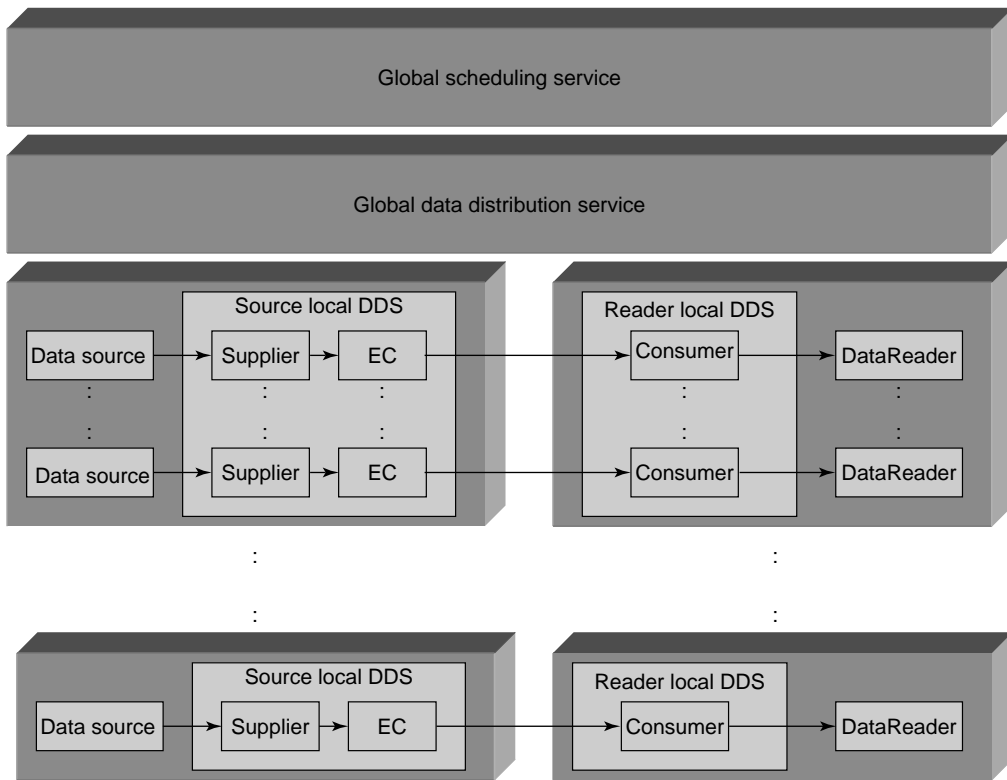 Global scheduling service
Global data distribution service
Source local DDS
Reader local DDS
Data source
Supplier
EC
Consumer
DataReader
:
:
:
:
:
:
:
:
:
:
Data source
Supplier
EC
Consumer
DataReader
:
:
:
:
Source local DDS
Reader local DDS
Data source
Supplier
EC
Consumer
DataReader